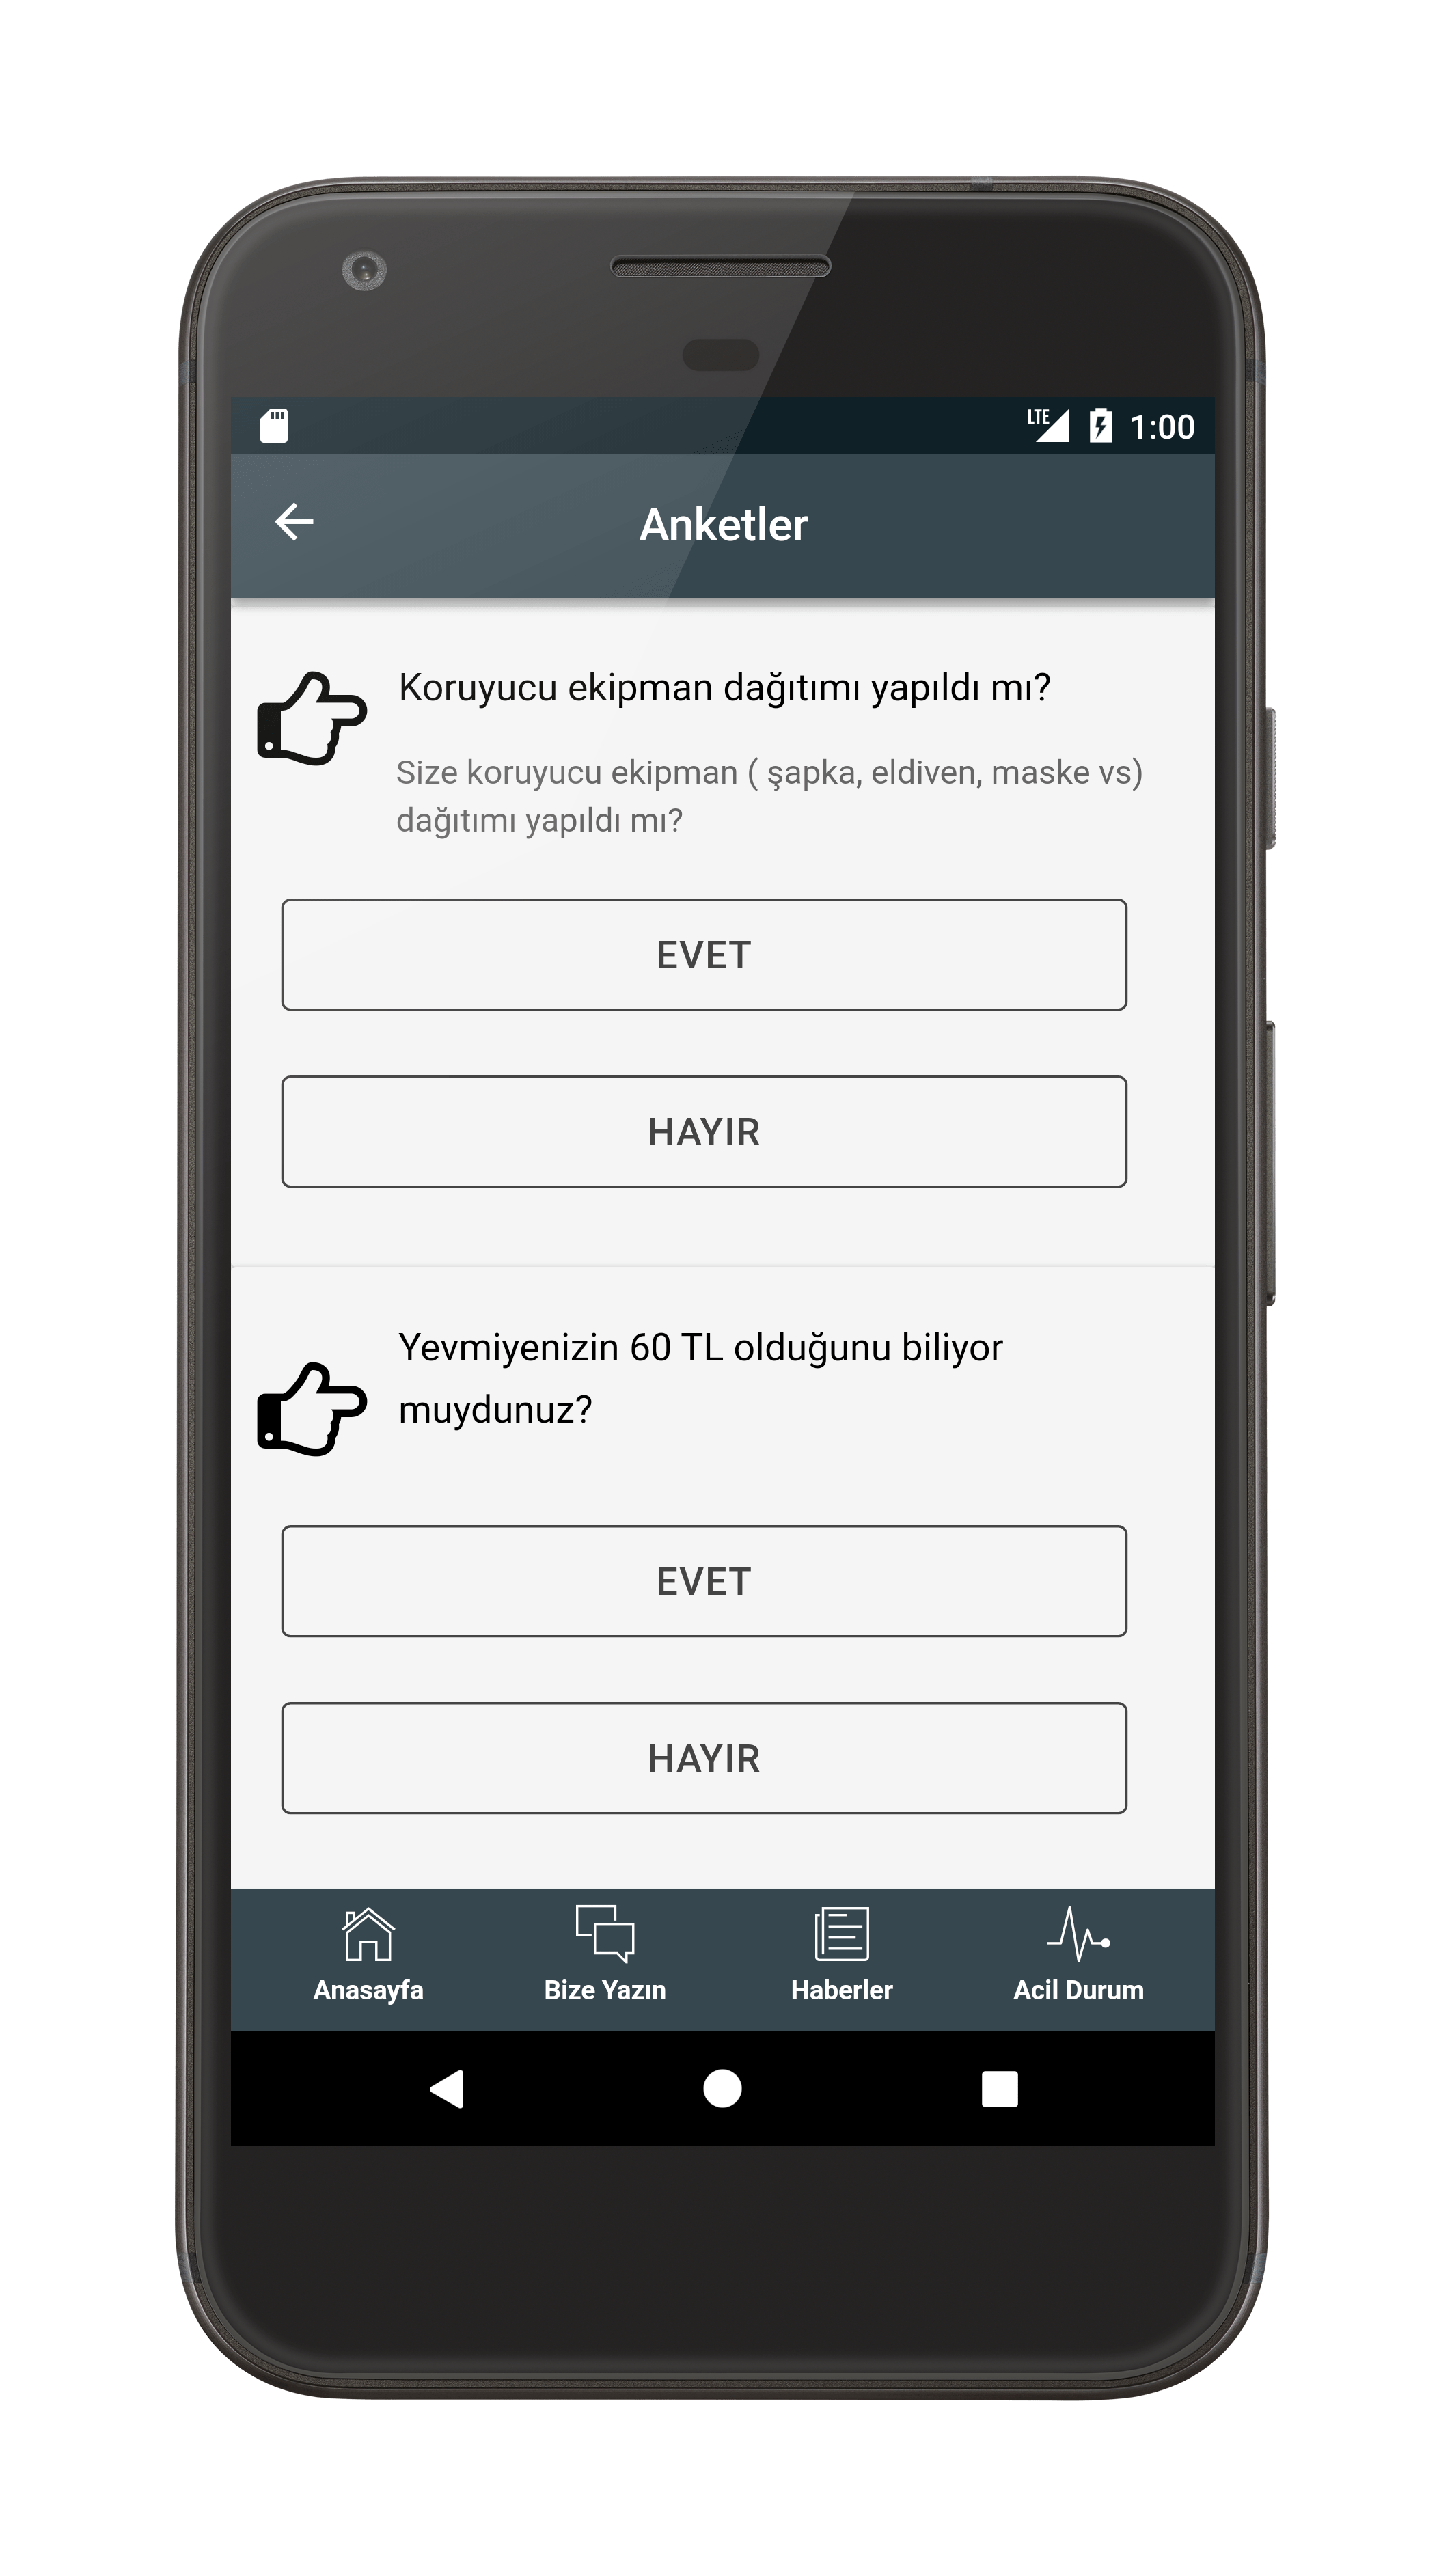 LTE 1:00
Anketler
Koruyucu ekipman dağıtımı yapıldı mı?
Size koruyucu ekipman ( şapka, eldiven, maske vs)
dağıtımı yapıldı mı?
EVET
HAYIR
Yevmiyenizin 60 TL olduğunu biliyor
muydunuz?
EVET
HAYIR
Anasayfa Bize Yazın Haberler Acil Durum